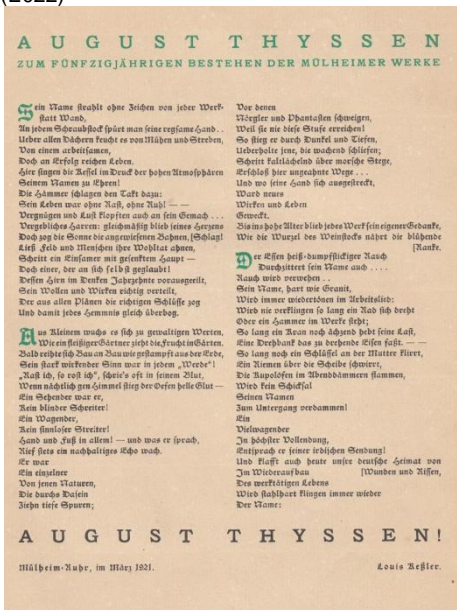 (2022)
AUGUST THYSSEN
ZUM FÜNFZIGJÄHRIGEN BESTEHEN DER MÜLHEIMER WERKE
Sein Name strahlt ohne Zeichen von jeder Werk-
statt Wand,
An jedem Schraubstock spürt man seine regsame Hand . .
Ueber allen Dächern kreucht es von Mühen und Streben,
Von einem arbeitsamen,
Doch an Erfolg reichen Leben.
Hier singen die Kessel im Druck der hohen Atmosphären
Seinem Namen zu Ehren!
Die Hämmer schlagen den Takt dazu:
Sein Leben war ohne Rast, ohne Ruh! — —
Vergnügen und Lust klopften auch an sein Gemach . . .
Vergebliches Harren: gleichmäßig blieb seines Herzens
Doch zog die Sonne die angewiesenen Bahnen, [Schlag!
Ließ Feld und Menschen ihre Wohltat ahnen,
Schritt ein Einsamer mit gesenktem Haupt —
Doch einer, der an sich selbst geglaubt!
Dessen Hirn im Denken Jahrzehnte vorausgeeilt,
Sein Wollen und Wirken richtig verteilt,
Der aus allen Plänen die richtigen Schlüsse zog
Und damit jedes Hemmnis gleich überbog.
Aus Kleinem wuchs es sich zu gewaltigen Werten,
Wie ein fleißiger Gärtner zieht die Frucht in Gärten.
Bald reihte sich Bau an Bau wie gestampft aus der Erde,
Sein stark wirkender Sinn war in jedem „Werde“!
„Rast ich, so rost ich“, schrie's oft in seinem Blut,
Wenn nächtlich gen Himmel stieg der Oefen helle Glut —
Ein Sehender war er,
Kein blinder Schreiter!
Ein Wagender,
Kein sinnloser Streiter!
Hand und Fuß in allem! — und was er sprach,
Rief stets ein nachhaltiges Echo wach.
Er war
Ein einzelner
Von jenen Naturen,
Die durchs Dasein
Ziehn tiefe Spuren;
Vor denen
Nörgler und Phantasten schweigen,
Weil sie nie diese Stufe erreichen!
So stieg er durch Dunkel und Tiefen,
Ueberholte jene, die wachend schliefen;
Schritt kaltlächelnd über morsche Stege,
Erschloß hier ungeahnte Wege . . .
Und wo seine Hand sich ausgestreckt,
Ward neues
Wirken und Leben
Geweckt.
Bis ins hohe Alter blieb jedes Werk sein eigener Gedanke,
Wie die Wurzel des Weinstocks nährt die blühende
[Ranke.
Der Essen heiß-dumpfstickiger Rauch
Durchzittert sein Name auch . . . .
Rauch wird verwehen . .
Sein Name, hart wie Granit,
Wird immer wiedertönen im Arbeitslied:
Wird nie verklingen so lang ein Rad sich dreht
Oder ein Hammer im Werke steht;
So lang ein Kran noch ächzend hebt seine Last,
Eine Drehbank das zu drehende Eisen faßt. — —
So lang noch ein Schlüssel an der Mutter klirrt,
Ein Riemen über die Scheibe schwirrt,
Die Kupolöfen im Abenddämmern flammen,
Wird kein Schicksal
Seinen Namen
Zum Untergang verdammen!
Ein
Vielwagender
In höchster Vollendung,
Entsprach er seiner irdischen Sendung!
Und klafft auch heute unsre deutsche Heimat von
Im Wiederaufbau [Wunden und Rissen,
Des werktätigen Lebens
Wird stahlhart klingen immer wieder
Der Name:
AUGUST THYSSEN!
Mülheim-Ruhr, im März 1921.
Louis Keßler.